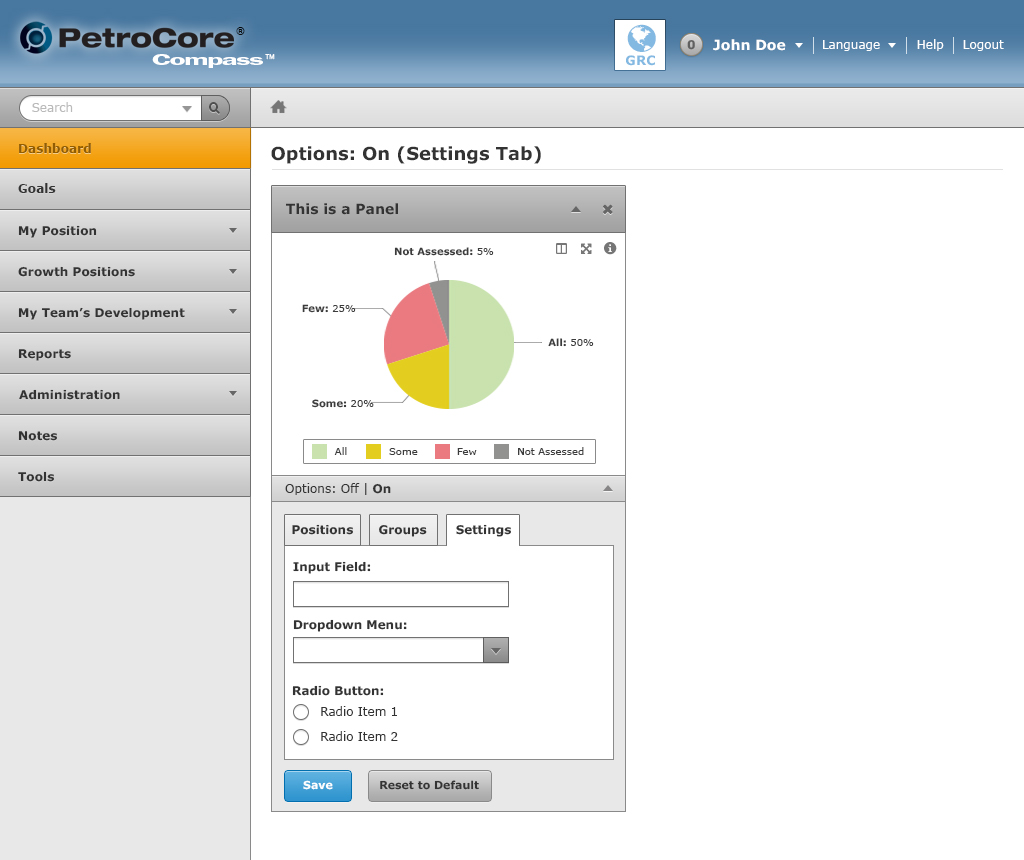 PetroCore®
Compass™
GRC
0 John Doe Language Help Logout
Search
Dashboard
Goals
My Position
Growth Positions
My Team's Development
Reports
Administration
Notes
Tools
Options: On (Settings Tab)
This is a Panel
Not Assessed: 5%
Few: 25%
All: 50%
Some: 20%
All Some Few Not Assessed
Options: Off | On
Positions Groups Settings
Input Field:
Dropdown Menu:
Radio Button:
Radio Item 1
Radio Item 2
Save Reset to Default